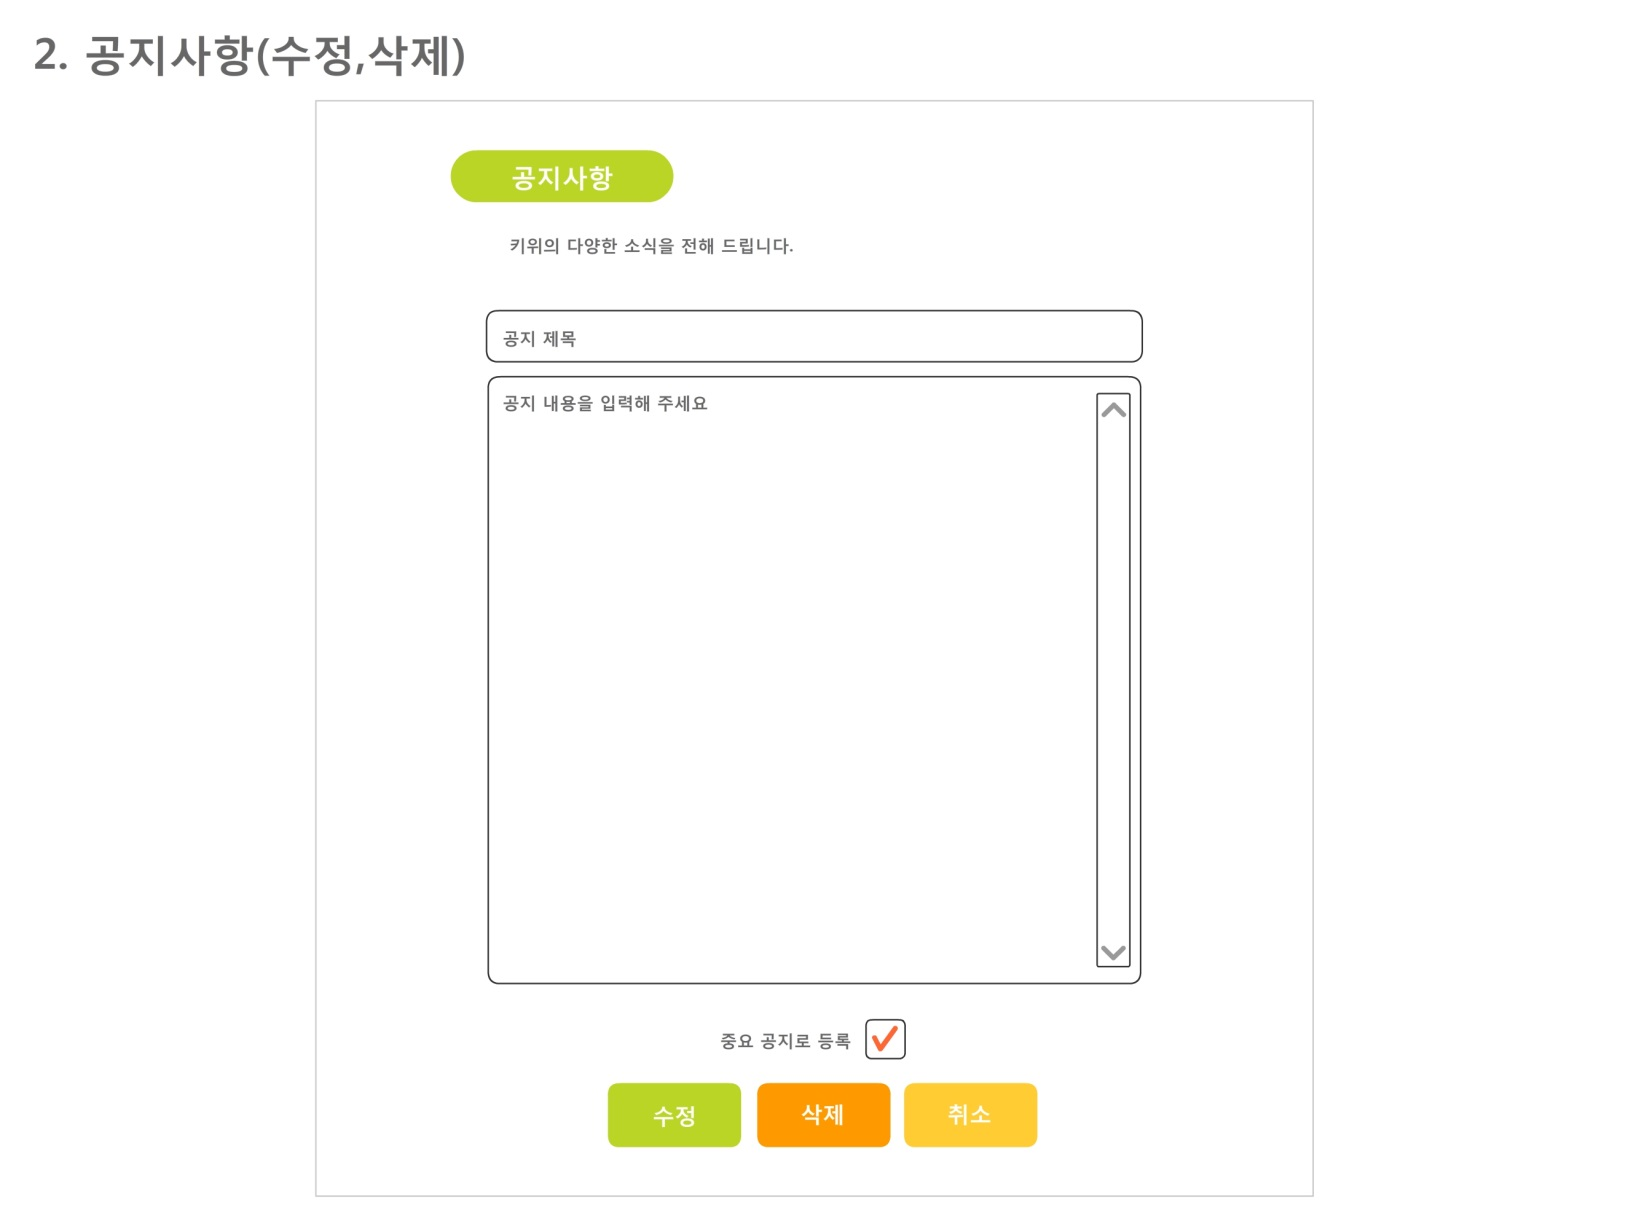 2. 공지사항(수정,삭제)
공지사항
키위의 다양한 소식을 전해 드립니다.
공지 제목
공지 내용을 입력해 주세요
중요 공지로 등록
수정 삭제 취소